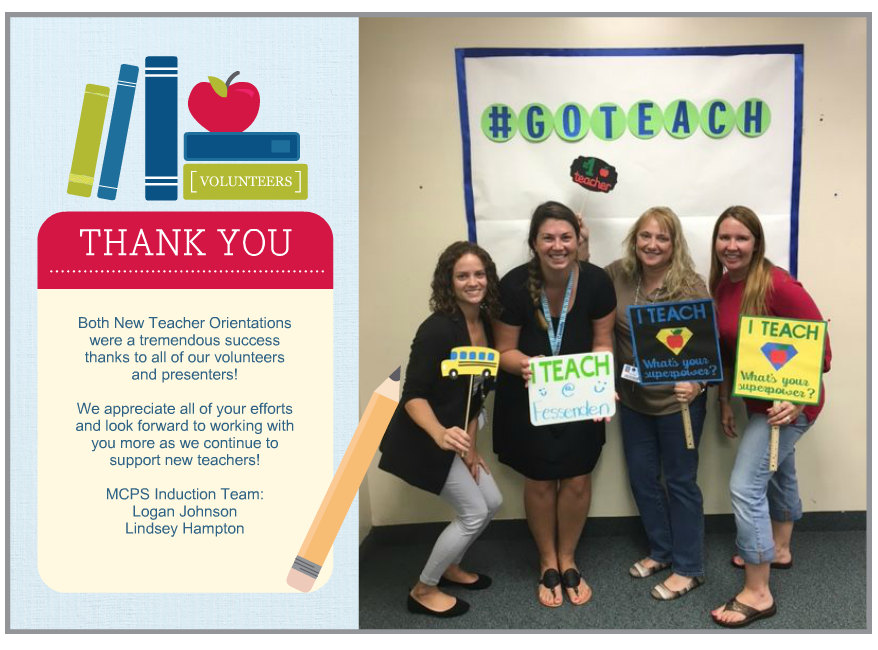 [VOLUNTEERS]
THANK YOU
Both New Teacher Orientations
were a tremendous success
thanks to all of our volunteers
and presenters!
We appreciate all of your efforts
and look forward to working with
you more as we continue to
support new teachers!
MCPS Induction Team:
Logan Johnson
Lindsey Hampton
#GOTEACH
1
teacher
I TEACH
@
Fessenden
I TEACH
What's your
superpower?
I TEACH
What's your
superpower?